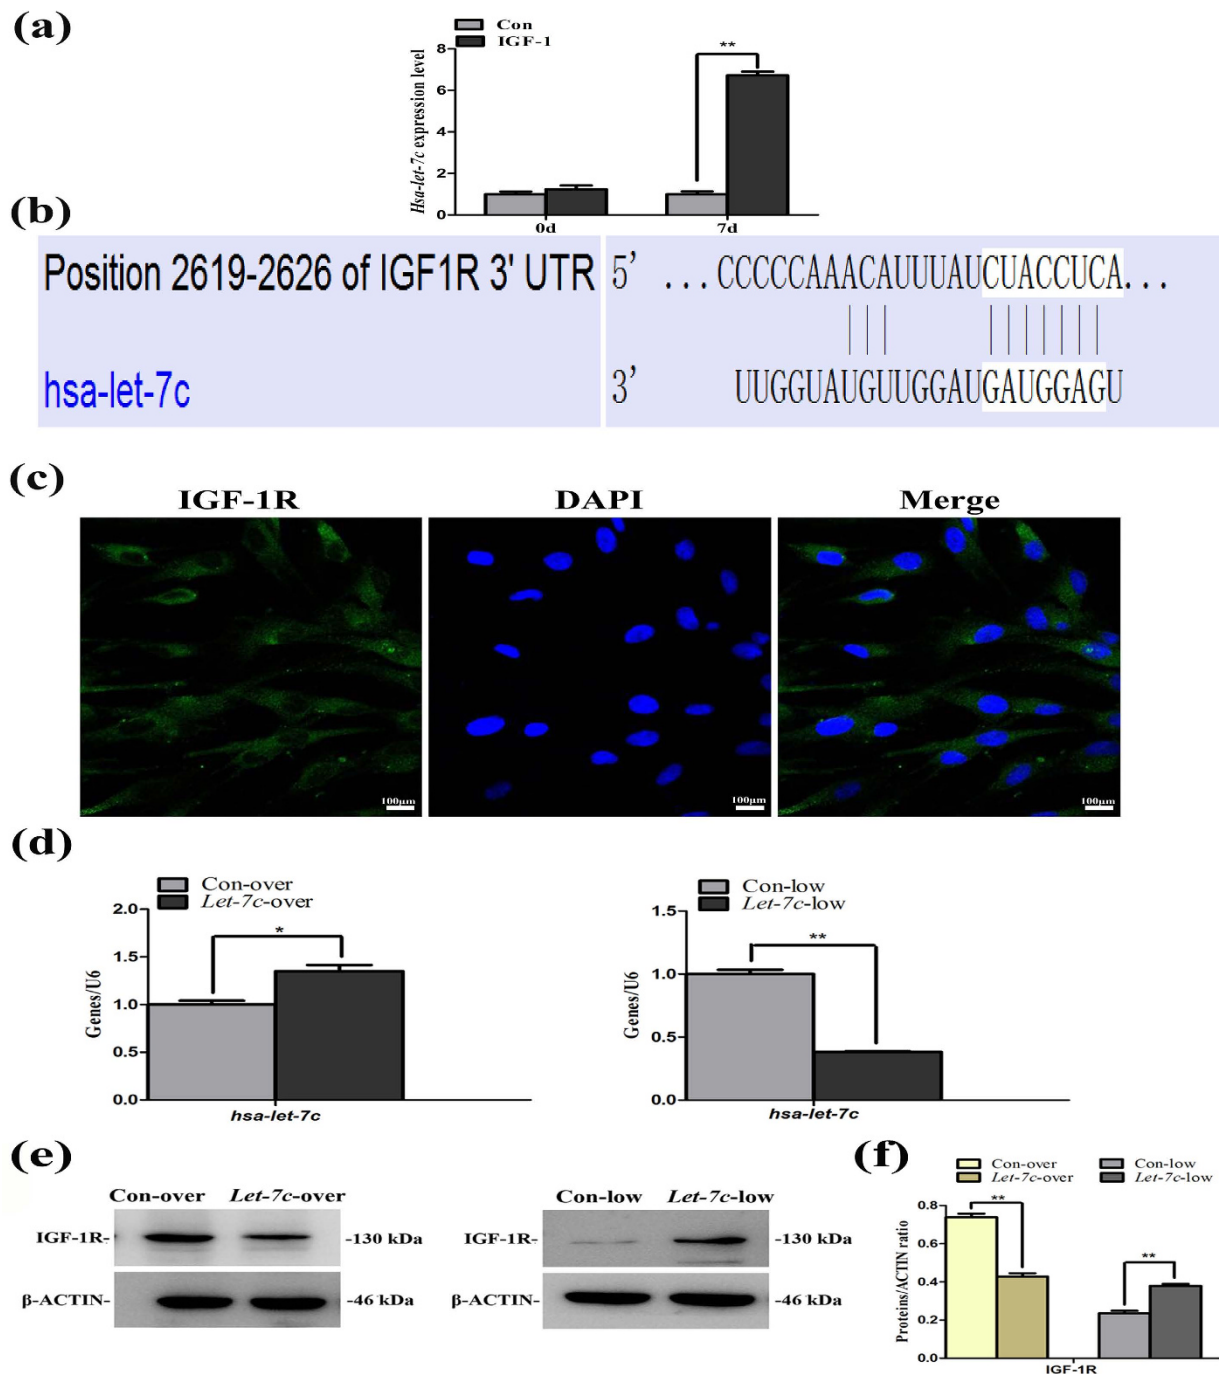 (a)
Con
IGF-1
Hsa-let-7c expression level
8
6
4
2
0
**
0d
7d
(b)
Position 2619-2626 of IGF1R 3' UTR
5' ...CCCCCAAACAUUUAUCUACCUCA...
hsa-let-7c
3' UUGGUAUGUUGGAUGAUGGAGU
(c)
IGF-1R
DAPI
Merge
100μm
100μm
100μm
(d)
Con-over
Let-7c-over
Genes/U6
2.0
1.5
1.0
0.5
0.0
*
hsa-let-7c
Con-low
Let-7c-low
Genes/U6
1.5
1.0
0.5
0.0
**
hsa-let-7c
(e)
Con-over Let-7c-over
IGF-1R- -130 kDa
β-ACTIN- -46 kDa
Con-low Let-7c-low
IGF-1R- -130 kDa
β-ACTIN- -46 kDa
(f)
Con-over
Let-7c-over
Con-low
Let-7c-low
Proteins/ACTIN ratio
0.8
0.6
0.4
0.2
0.0
**
**
IGF-1R